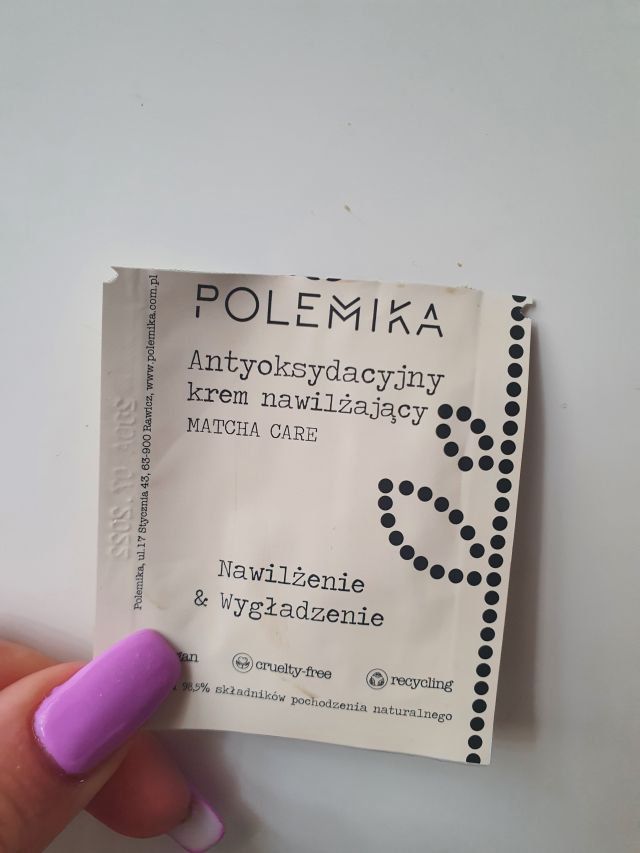 POLEMIKA
Antyoksydacyjny
krem nawilżający
MATCHA CARE
Nawilżenie
& Wygładzenie
cruelty-free
recycling
98,5% składników pochodzenia naturalnego
Polemika, ul.17 Stycznia 43, 63-900 Rawicz, www.polemika.com.pl